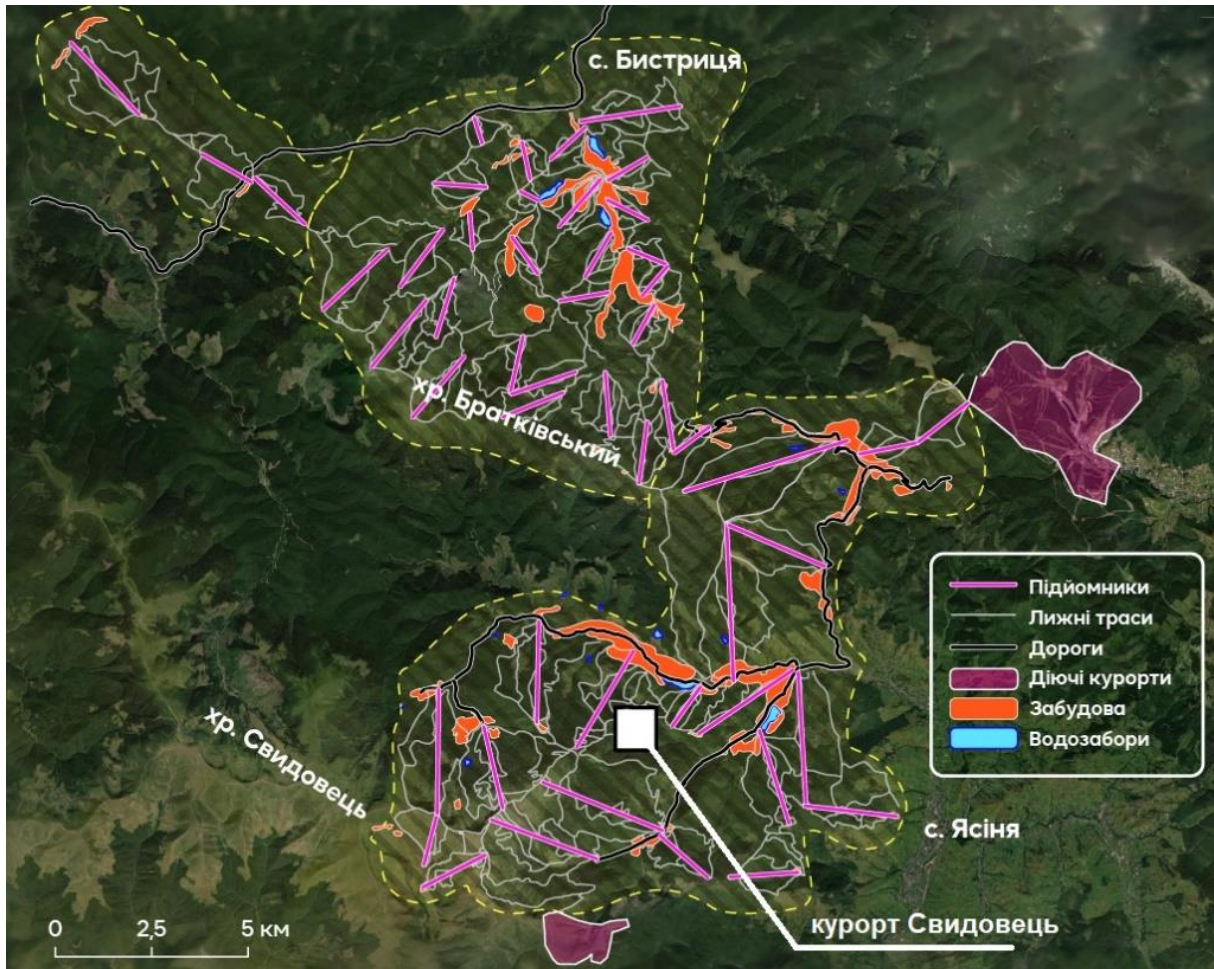 с. Бистриця
хр. Братківський
Підйомники
Лижні траси
Дороги
Діючі курорти
Забудова
Водозабори
хр. Свидовець
с. Ясіня
курорт Свидовець
0 2,5 5 км